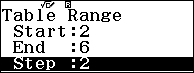 √□ R
Table Range
Start:2
End :6
Step :2